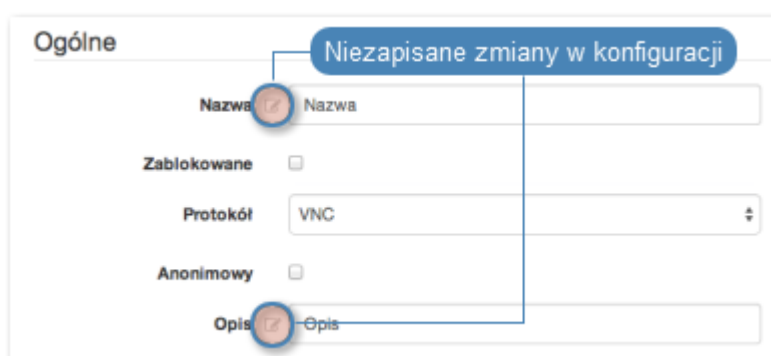 Ogólne
Niezapisane zmiany w konfiguracji
Nazwa Nazwa
Zablokowane
Protokół VNC
Anonimowy
Opis Opis